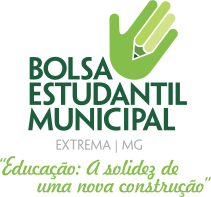 BOLSA
ESTUDANTIL
MUNICIPAL
EXTREMA | MG
“Educação: A solidez de
uma nova construção”